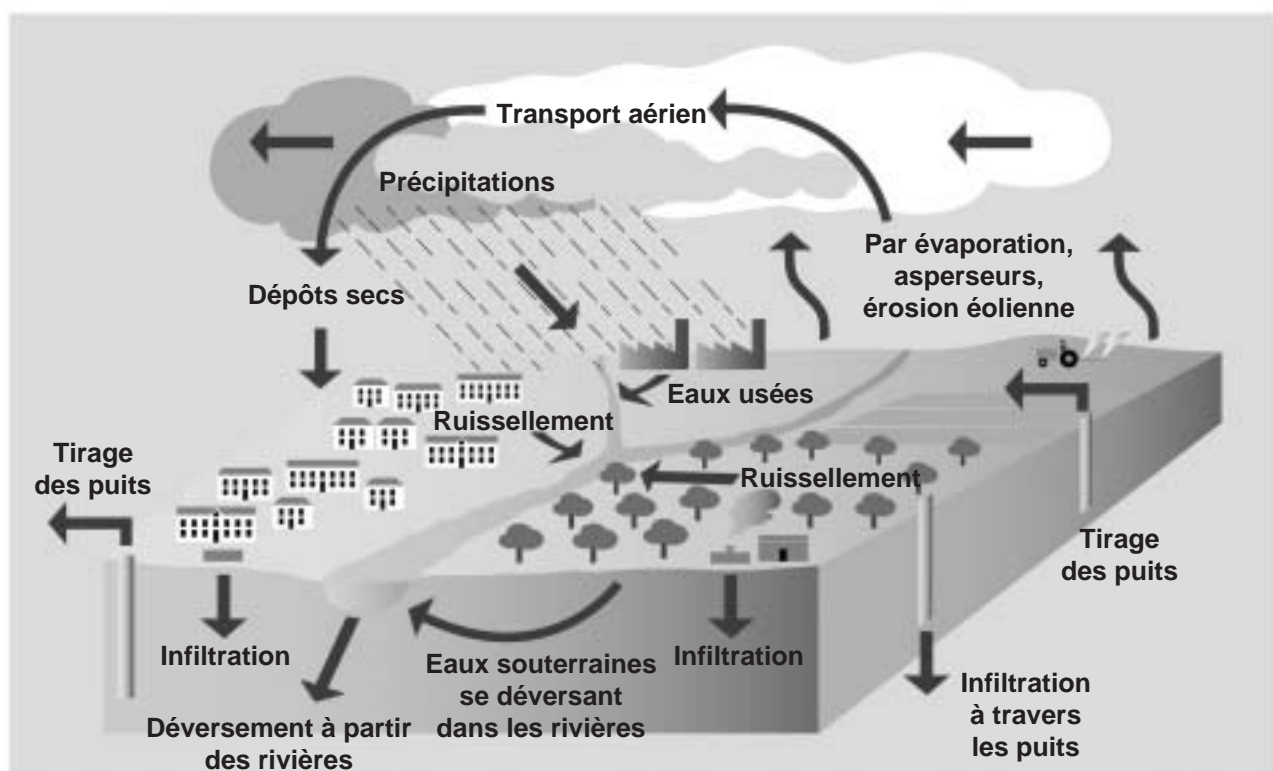 Transport aérien
Précipitations
Par évaporation,
asperseurs,
érosion éolienne
Dépôts secs
Eaux usées
Ruissellement
Tirage
des puits
Ruissellement
Tirage
des puits
Infiltration
Eaux souterraines
se déversant
dans les rivières
Infiltration
Infiltration
à travers
les puits
Déversement à partir
des rivières